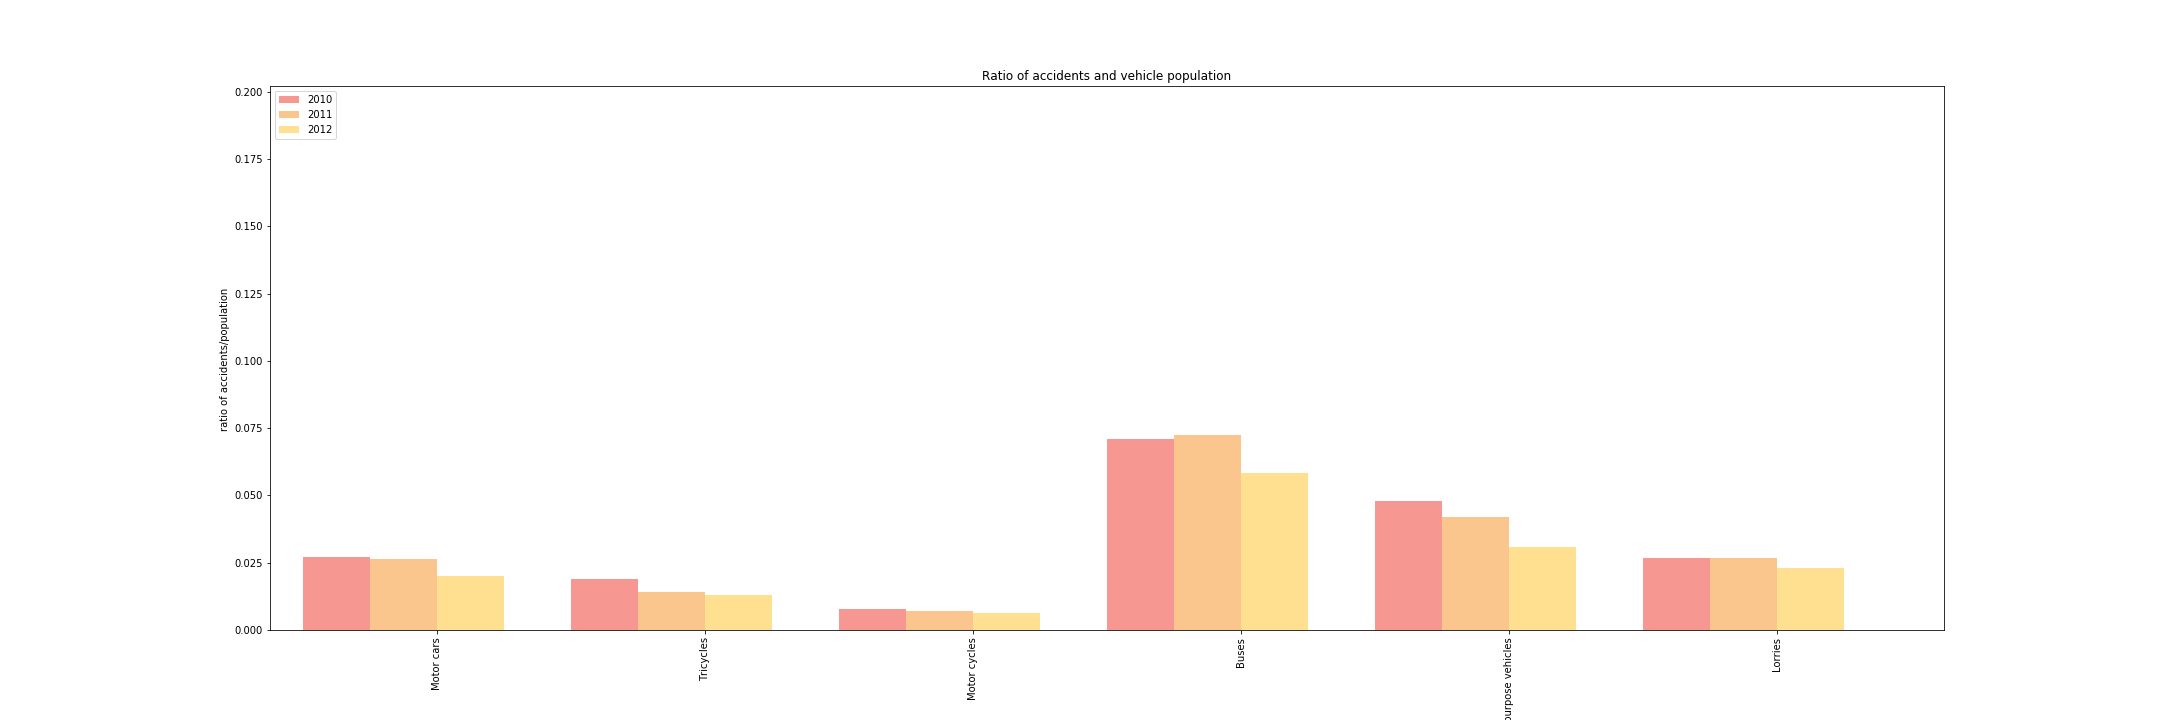 Ratio of accidents and vehicle population
2010
2011
2012
0.200
0.175
0.150
0.125
0.100
0.075
0.050
0.025
0.000
ratio of accidents/population
Motor cars
Tricycles
Motor cycles
Buses
purpose vehicles
Lorries